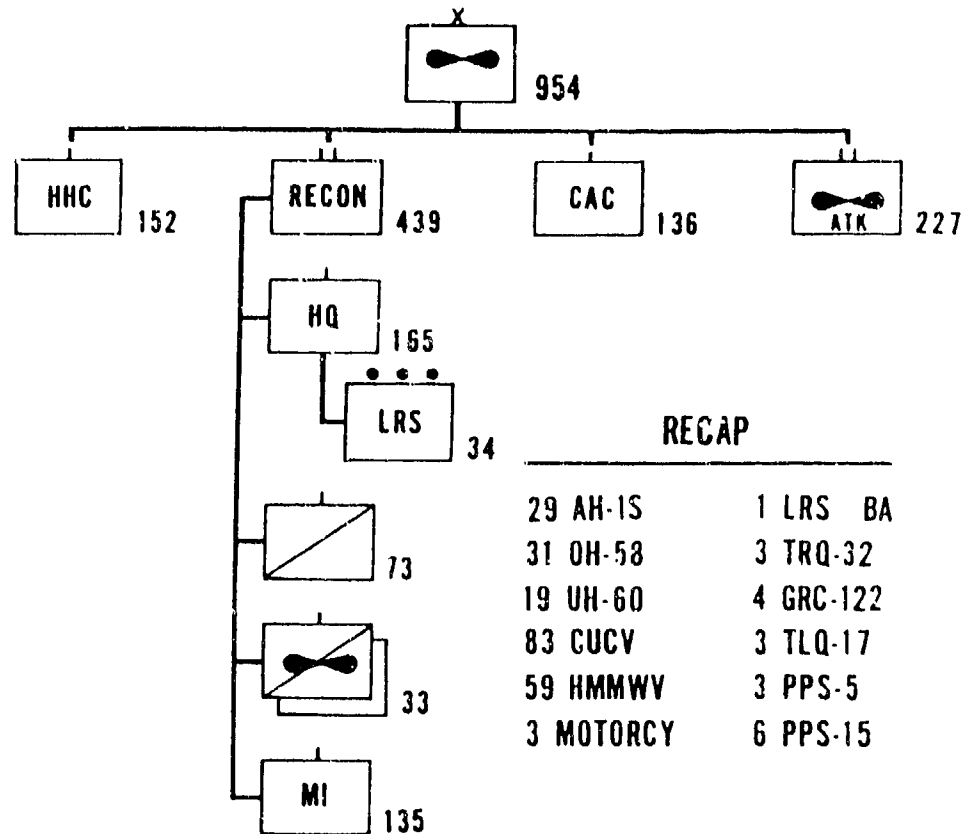 X
954
HHC
152
RECON
439
CAC
136
ATK
227
HQ
165
LRS
34
73
33
MI
135
RECAP
29 AH-1S
31 OH-58
19 UH-60
83 CUCV
59 HMMWV
3 MOTORCY
1 LRS BA
3 TRQ-32
4 GRC-122
3 TLQ-17
3 PPS-5
6 PPS-15